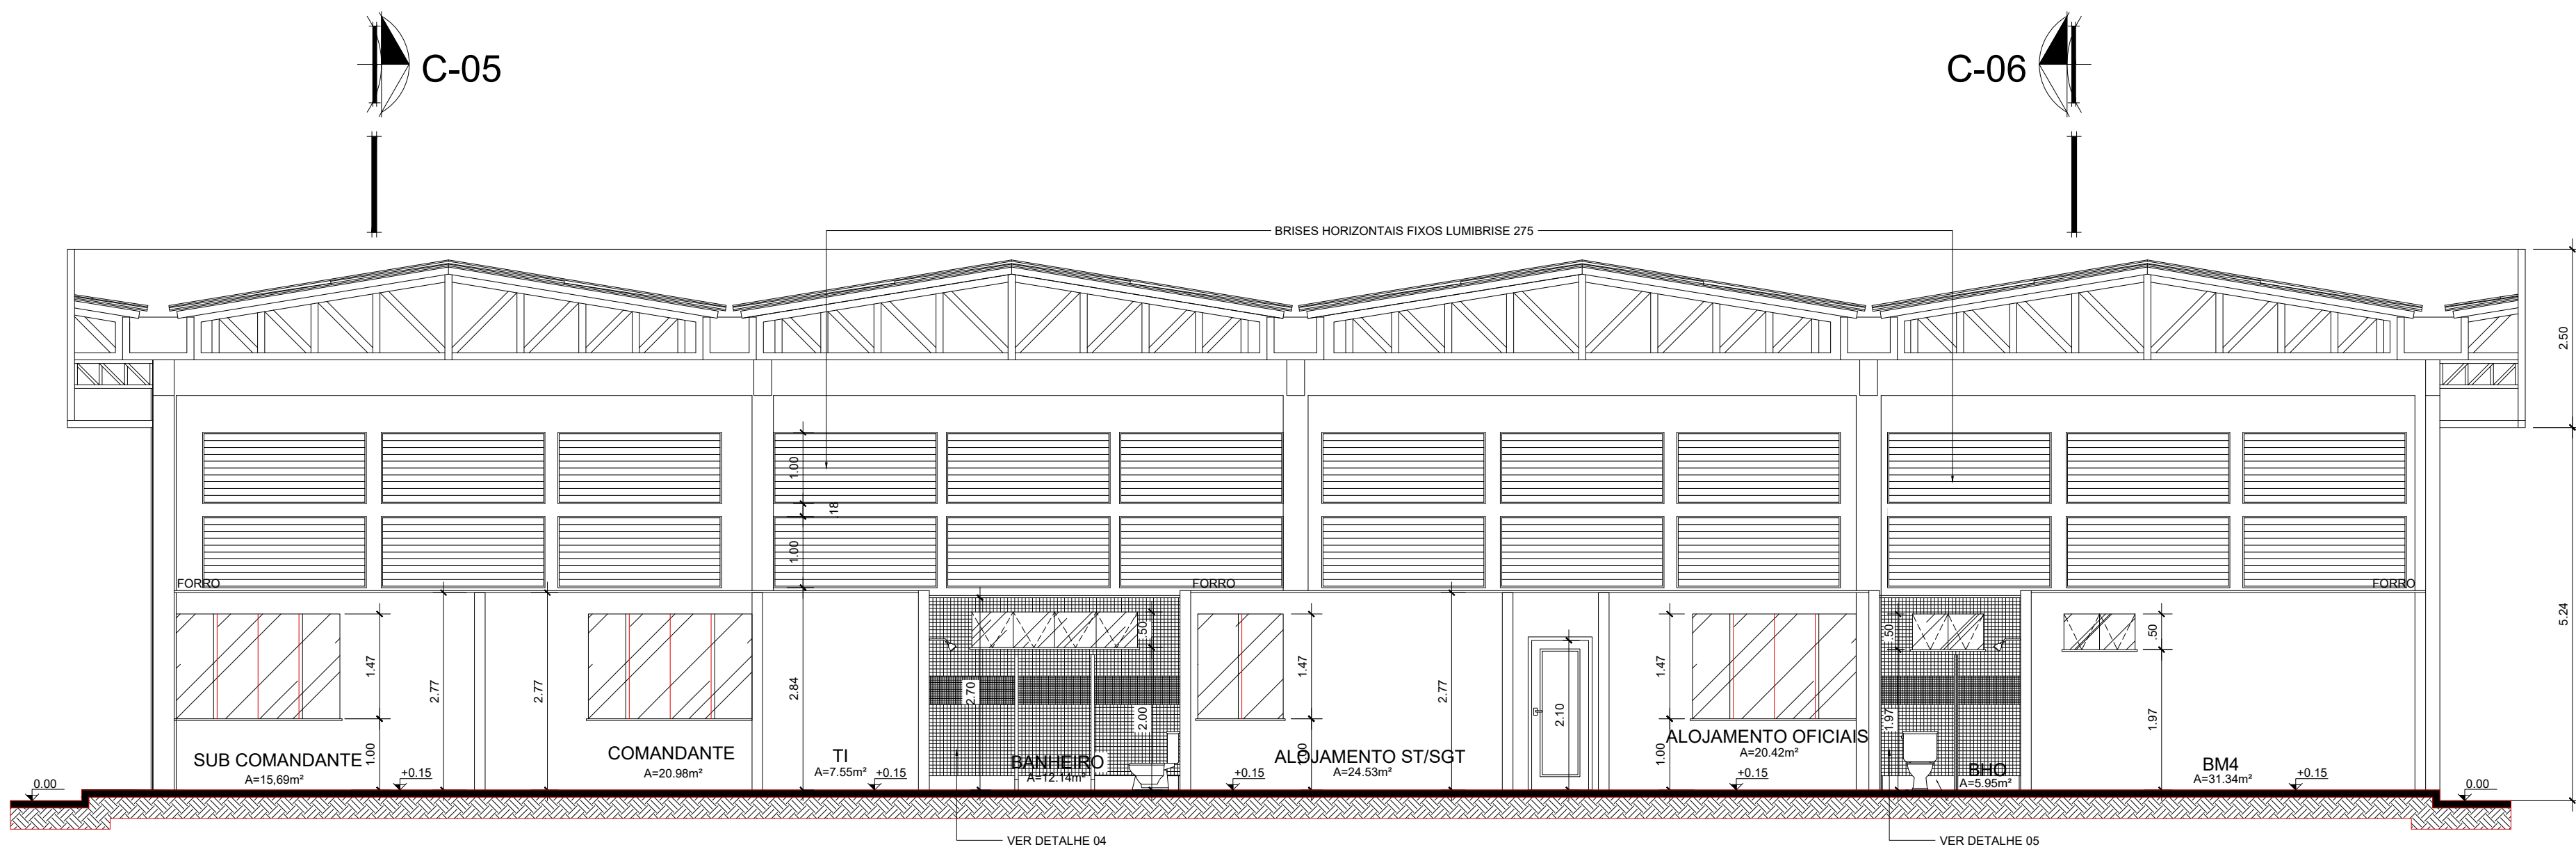 C-05
C-06
BRISES HORIZONTAIS FIXOS LUMIBRISE 275
2.50
1.00
.18
1.00
5.24
FORRO
FORRO
FORRO
1.47
2.77
2.77
2.84
2.70
.50
2.00
1.47
2.77
2.10
1.47
.50
1.97
.50
1.97
1.00
1.00
1.00
SUB COMANDANTE
A=15,69m²
COMANDANTE
A=20.98m²
TI
A=7.55m²
BANHEIRO
A=12.14m²
ALOJAMENTO ST/SGT
A=24.53m²
ALOJAMENTO OFICIAIS
A=20.42m²
BHO
A=5.95m²
BM4
A=31.34m²
0.00
+0.15
+0.15
+0.15
+0.15
+0.15
0.00
VER DETALHE 04
VER DETALHE 05